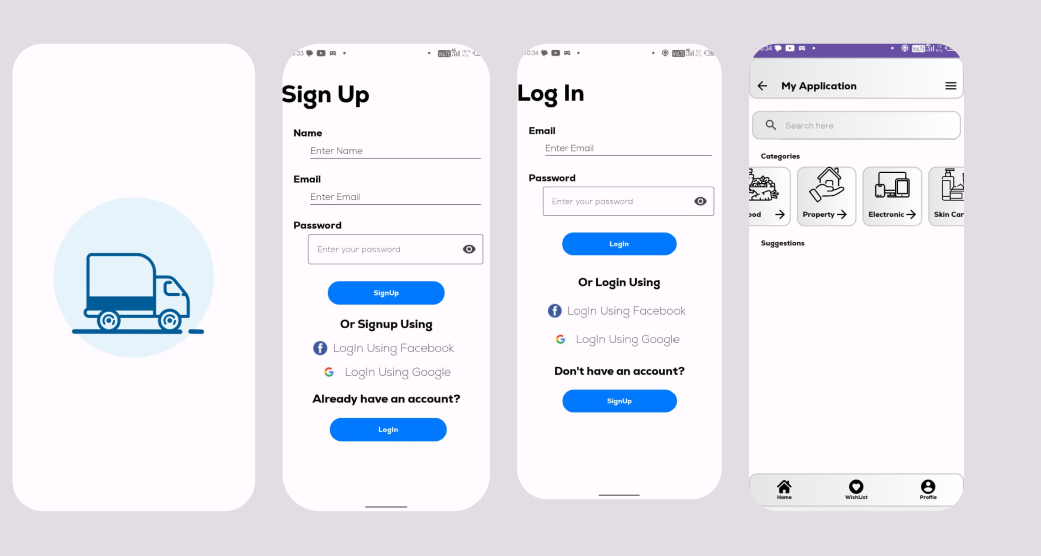 Sign Up
Name
Enter Name
Email
Enter Email
Password
Enter your password
SignUp
Or Signup Using
LogIn Using Facebook
LogIn Using Google
Already have an account?
LogIn
10:34
Log In
Email
Enter Email
Password
Enter your password
LogIn
Or Login Using
LogIn Using Facebook
LogIn Using Google
Don't have an account?
SignUp
My Application
Search here
Categories
ood
Property
Electronic
Skin Car
Suggestions
Home
WishList
Profile